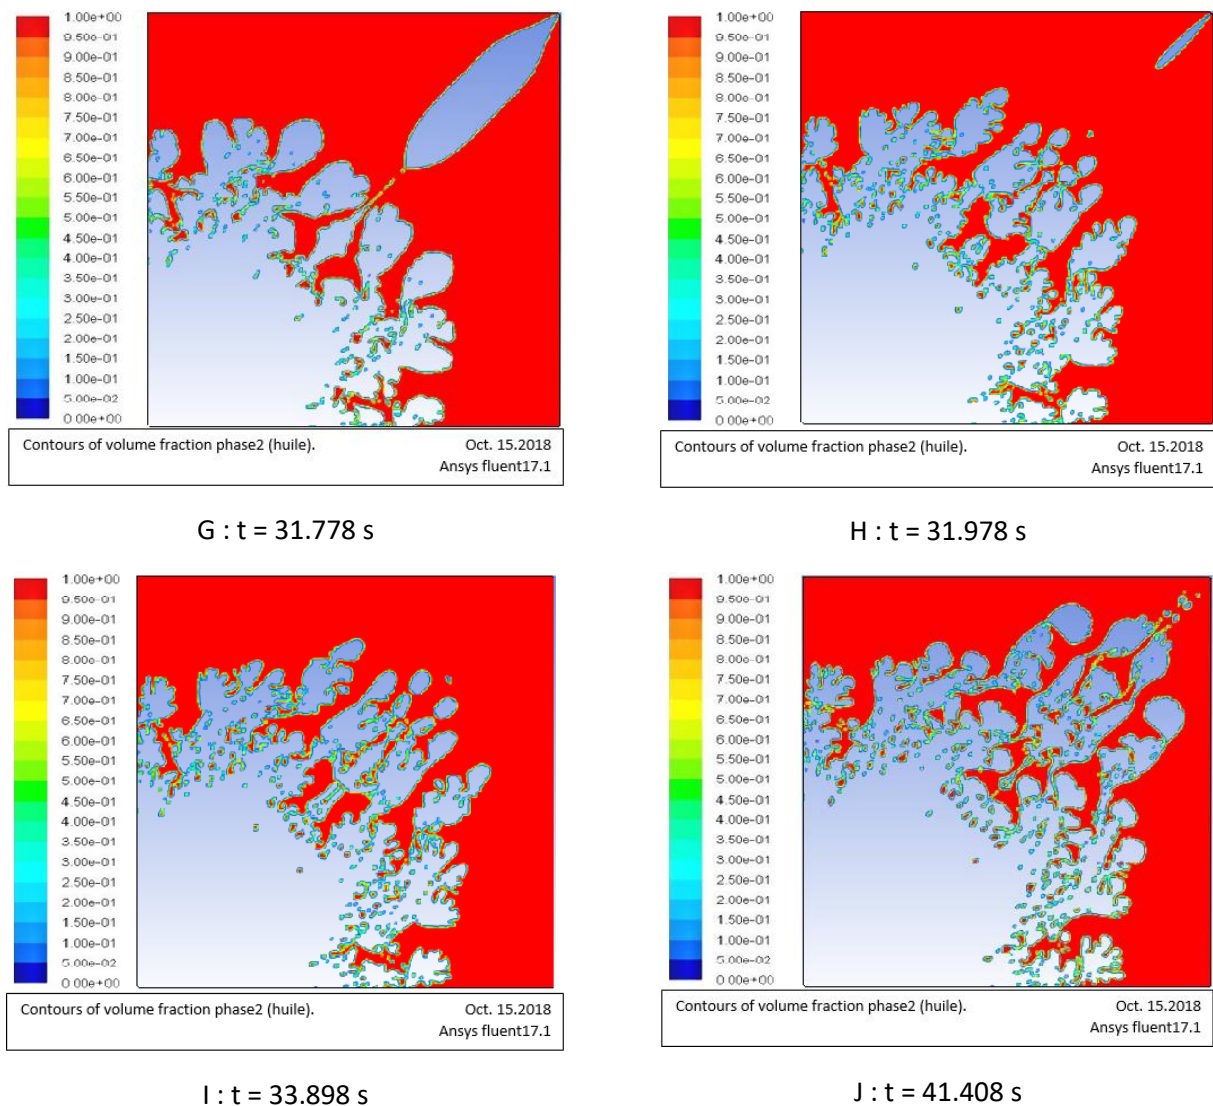 1.00e+00
9.50e-01
9.00e-01
8.50e-01
8.00e-01
7.50e-01
7.00e-01
6.50e-01
6.00e-01
5.50e-01
5.00e-01
4.50e-01
4.00e-01
3.50e-01
3.00e-01
2.50e-01
2.00e-01
1.50e-01
1.00e-01
5.00e-02
0.00e+00
Contours of volume fraction phase2 (huile). Oct. 15.2018
Ansys fluent17.1
G : t = 31.778 s
1.00e+00
9.50e-01
9.00e-01
8.50e-01
8.00e-01
7.50e-01
7.00e-01
6.50e-01
6.00e-01
5.50e-01
5.00e-01
4.50e-01
4.00e-01
3.50e-01
3.00e-01
2.50e-01
2.00e-01
1.50e-01
1.00e-01
5.00e-02
0.00e+00
Contours of volume fraction phase2 (huile). Oct. 15.2018
Ansys fluent17.1
H : t = 31.978 s
1.00e+00
9.50e-01
9.00e-01
8.50e-01
8.00e-01
7.50e-01
7.00e-01
6.50e-01
6.00e-01
5.50e-01
5.00e-01
4.50e-01
4.00e-01
3.50e-01
3.00e-01
2.50e-01
2.00e-01
1.50e-01
1.00e-01
5.00e-02
0.00e+00
Contours of volume fraction phase2 (huile). Oct. 15.2018
Ansys fluent17.1
I : t = 33.898 s
1.00e+00
9.50e-01
9.00e-01
8.50e-01
8.00e-01
7.50e-01
7.00e-01
6.50e-01
6.00e-01
5.50e-01
5.00e-01
4.50e-01
4.00e-01
3.50e-01
3.00e-01
2.50e-01
2.00e-01
1.50e-01
1.00e-01
5.00e-02
0.00e+00
Contours of volume fraction phase2 (huile). Oct. 15.2018
Ansys fluent17.1
J : t = 41.408 s